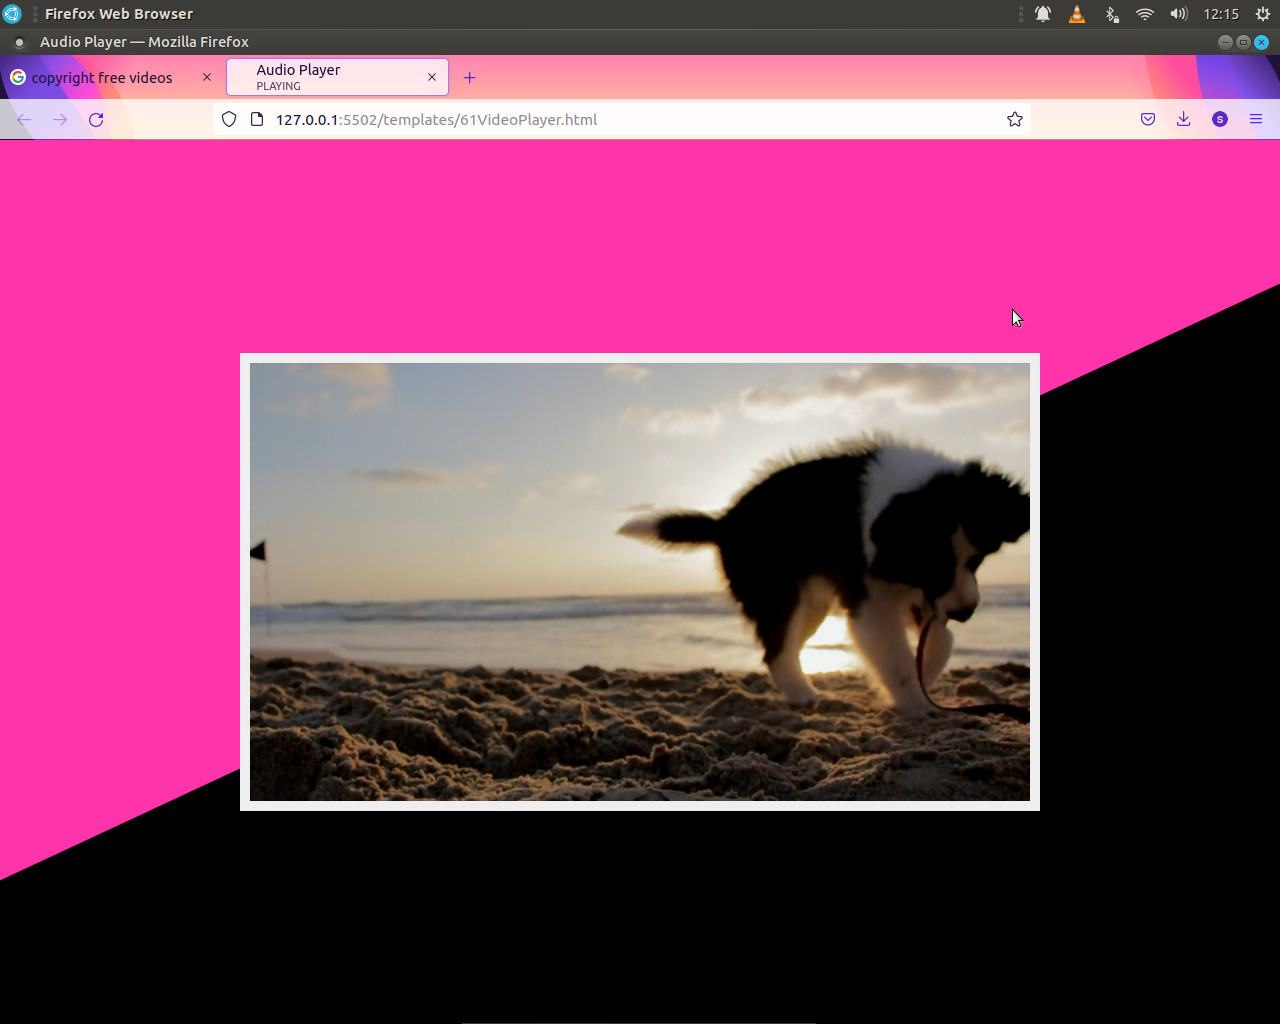 Firefox Web Browser
12:15
Audio Player — Mozilla Firefox
copyright free videos
Audio Player
PLAYING
127.0.0.1:5502/templates/61VideoPlayer.html
S